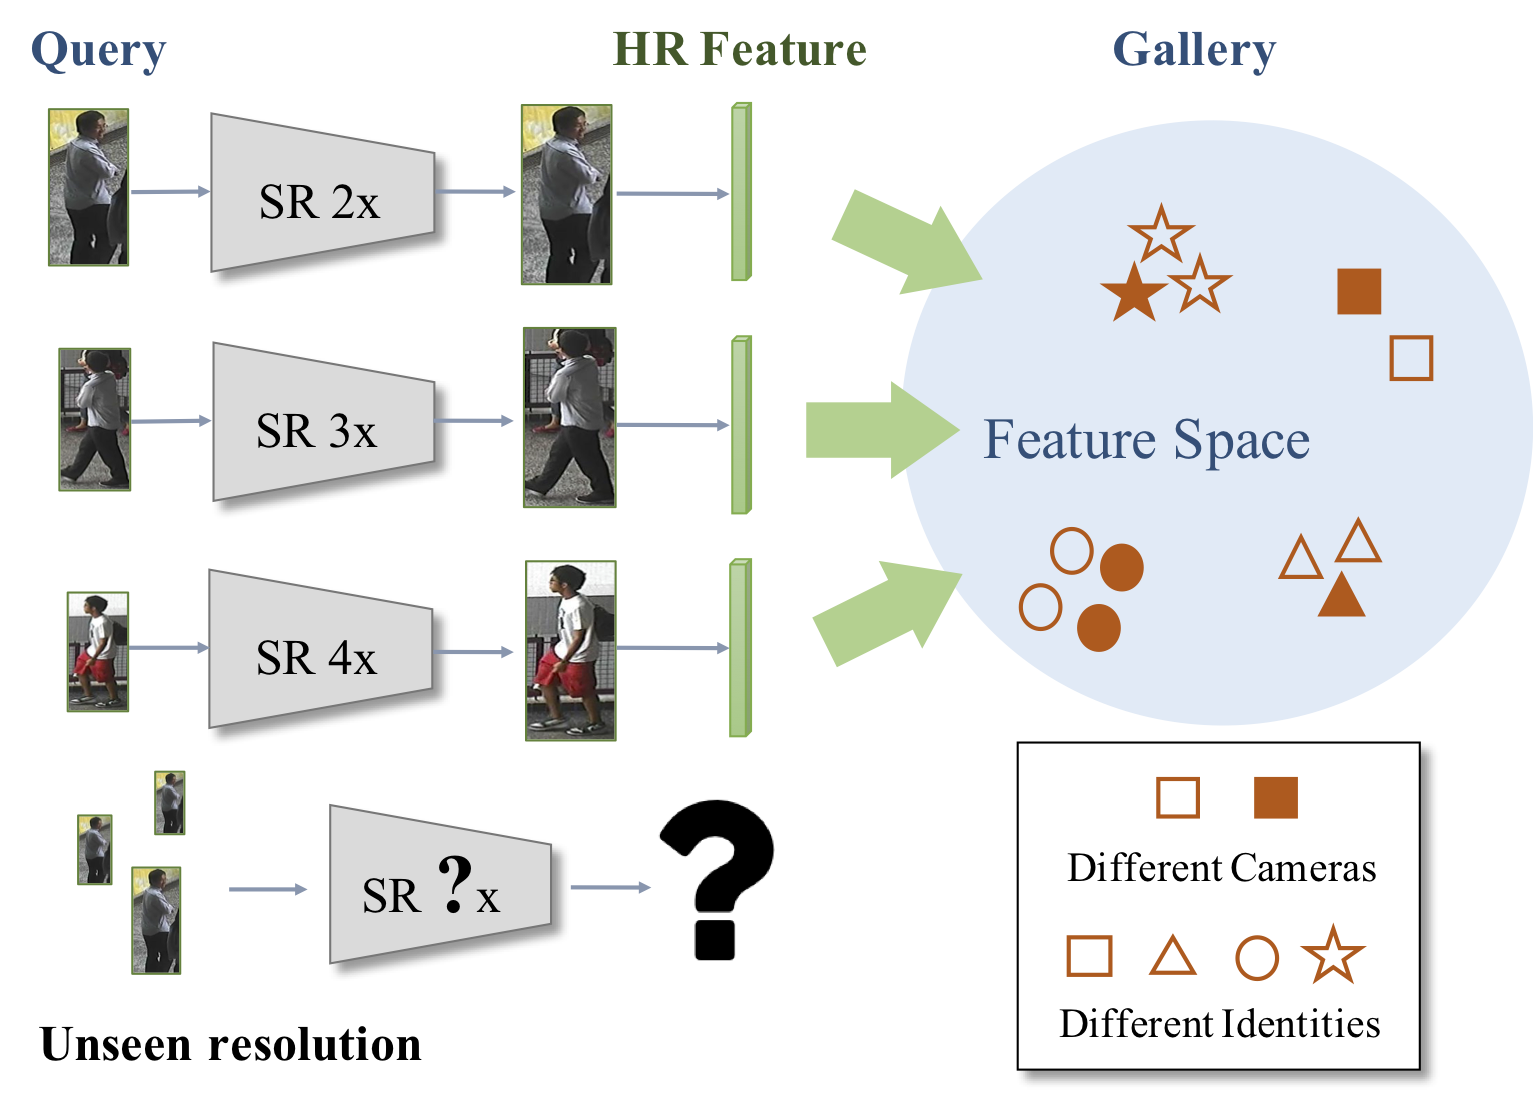 Query
HR Feature
Gallery
SR 2x
SR 3x
Feature Space
SR 4x
SR ?x
?
Different Cameras
Different Identities
Unseen resolution